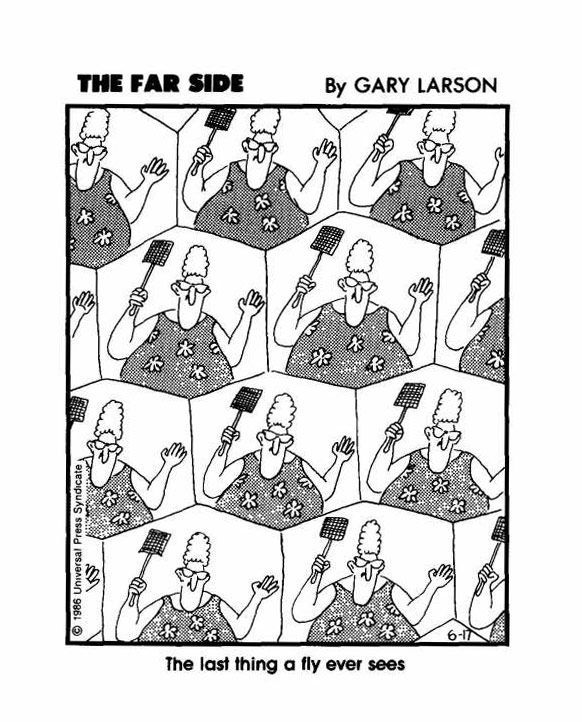 THE FAR SIDE By GARY LARSON
© 1986 Universal Press Syndicate
6-17
The last thing a fly ever sees